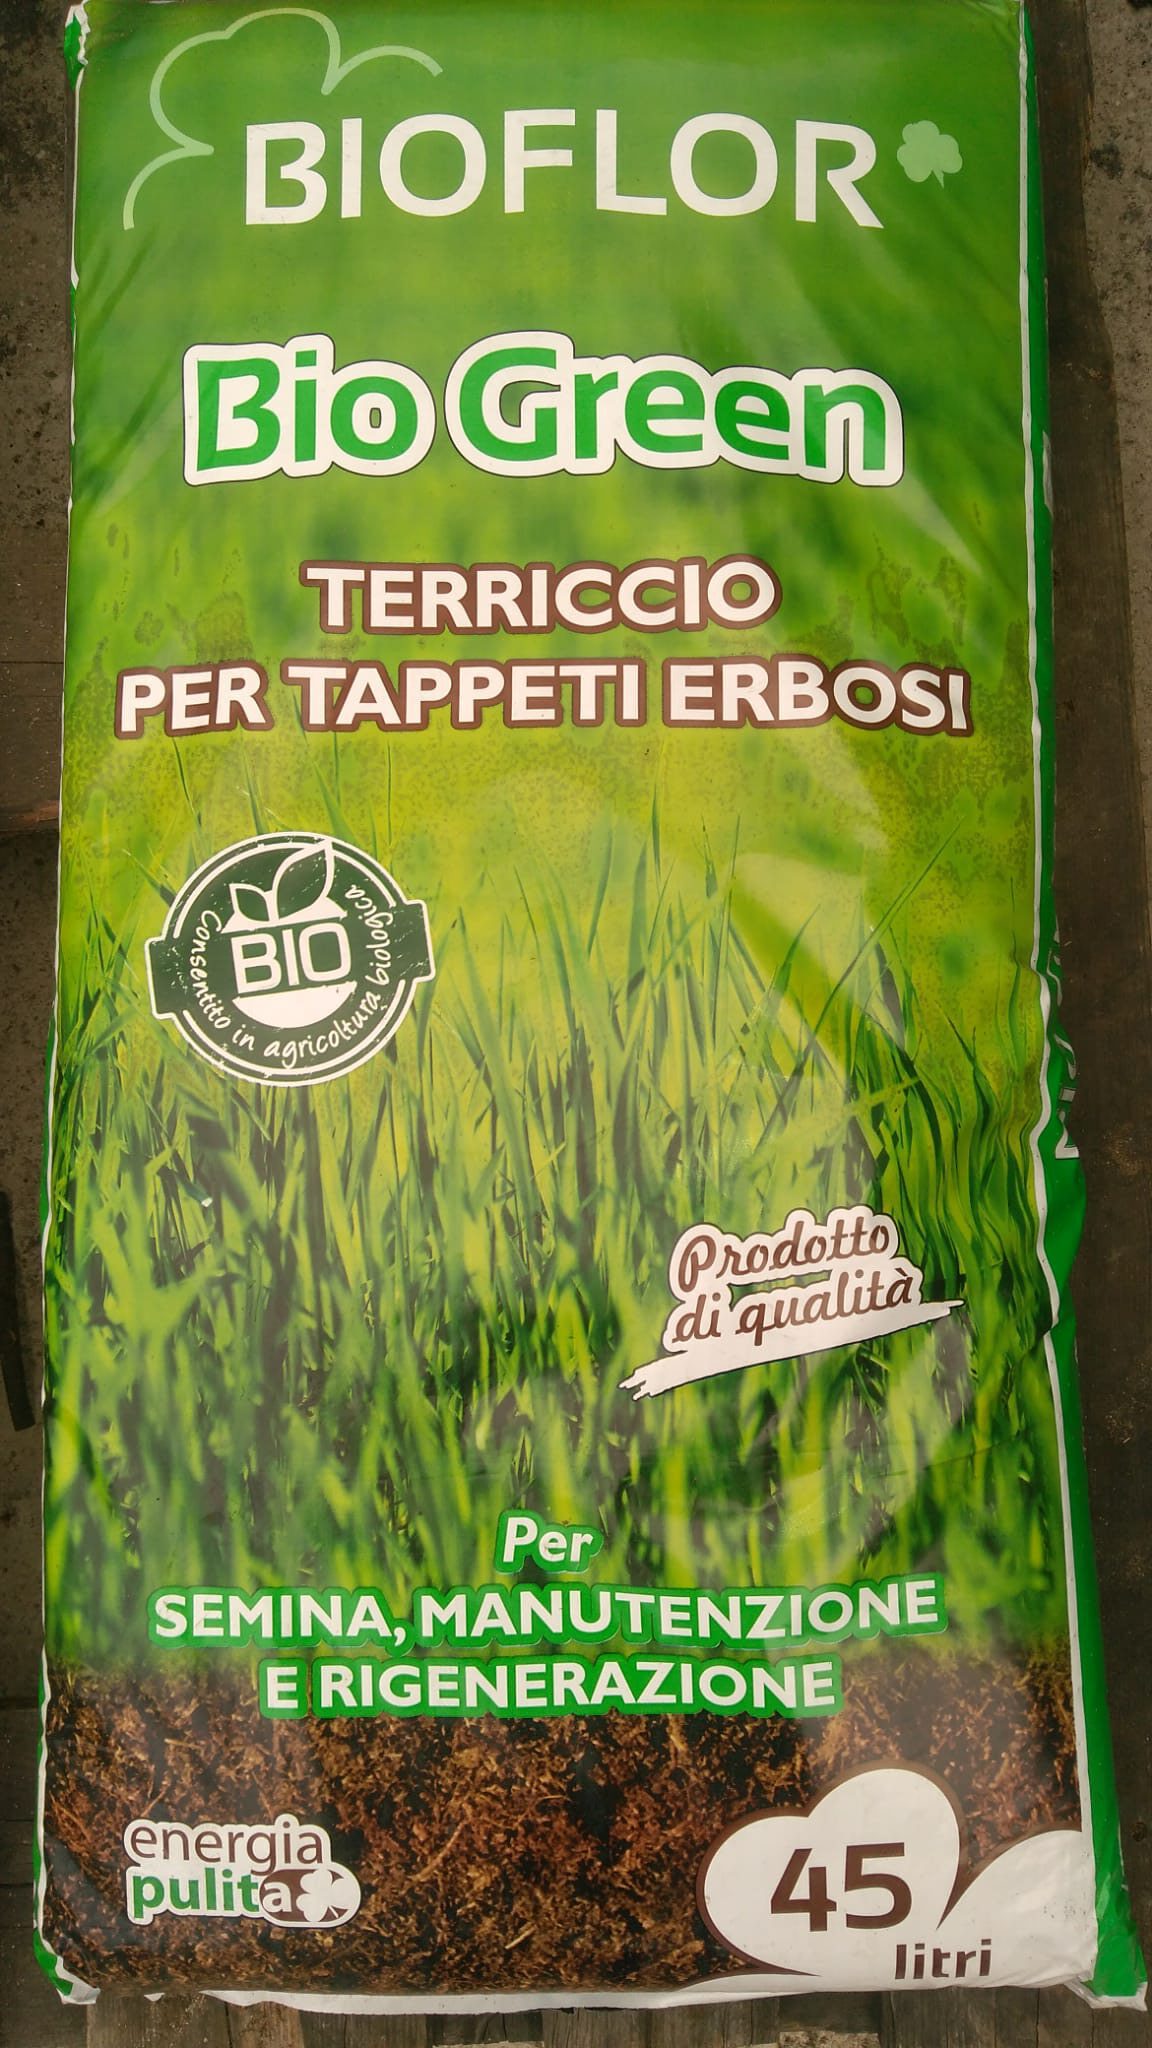 BIOFLOR
Bio Green
TERRICCIO
PER TAPPETI ERBOSI
BIO
Consentito in agricoltura biologica
Prodotto
di qualità
Per
SEMINA, MANUTENZIONE
E RIGENERAZIONE
energia
pulita
45
litri